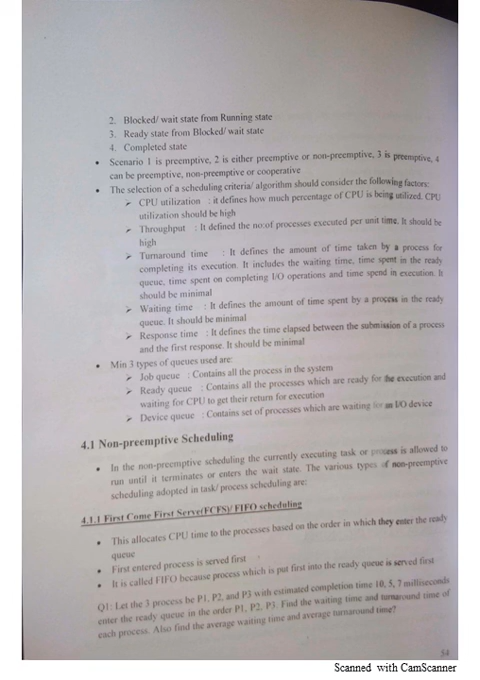 2. Blocked/ wait state from Running state
3. Ready state from Blocked/ wait state
4. Completed state
• Scenario 1 is preemptive, 2 is either preemptive or non-preemptive, 3 is preemptive, 4
can be preemptive, non-preemptive or cooperative
• The selection of a scheduling criteria/ algorithm should consider the following factors:
➢ CPU utilization : it defines how much percentage of CPU is being utilized. CPU
utilization should be high
➢ Throughput : It defined the no:of processes executed per unit time. It should be
high
➢ Turnaround time : It defines the amount of time taken by a process for
completing its execution. It includes the waiting time, time spent in the ready
queue, time spent on completing I/O operations and time spend in execution. It
should be minimal
➢ Waiting time : It defines the amount of time spent by a process in the ready
queue. It should be minimal
➢ Response time : It defines the time elapsed between the submission of a process
and the first response. It should be minimal
• Min 3 types of queues used are:
➢ Job queue : Contains all the process in the system
➢ Ready queue : Contains all the processes which are ready for the execution and
waiting for CPU to get their return for execution
➢ Device queue : Contains set of processes which are waiting for an I/O device
4.1 Non-preemptive Scheduling
• In the non-preemptive scheduling the currently executing task or process is allowed to
run until it terminates or enters the wait state. The various types of non-preemptive
scheduling adopted in task/ process scheduling are:
4.1.1 First Come First Serve(FCFS)/ FIFO scheduling
• This allocates CPU time to the processes based on the order in which they enter the ready
queue
• First entered process is served first
• It is called FIFO because process which is put first into the ready queue is served first
Q1: Let the 3 process be P1, P2, and P3 with estimated completion time 10, 5, 7 milliseconds
enter the ready queue in the order P1, P2, P3. Find the waiting time and turnaround time of
each process. Also find the average waiting time and average turnaround time?
54
Scanned with CamScanner